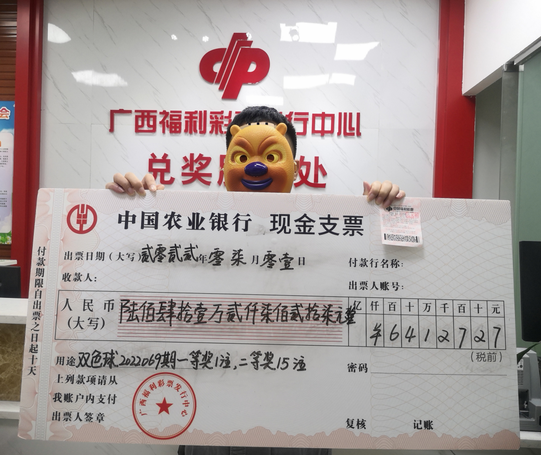 广西福利彩 行中心
兑奖 处
中国农业银行 现金支票
出票日期(大写)贰零贰贰年零柒月零壹日
付款行名称:
收款人:
出票人账号:
人民币
(大写)
陆佰肆拾壹万贰仟柒佰贰拾柒元整
亿千百十万千百十元
¥6412727
(税前)
用途 双色球2022069期一等奖1注,二等奖15注
密码
上列款项请从
我账户内支付
出票人签章
复核 记账
付款期限自出票之日起十天
广西福利彩票发行中心